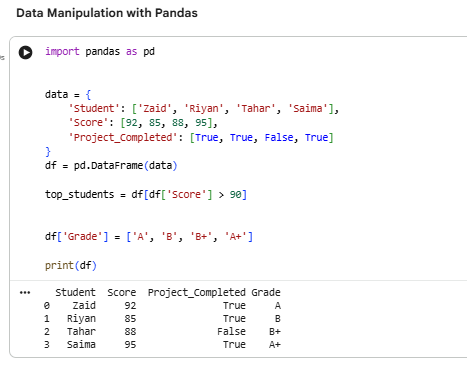 Data Manipulation with Pandas
import pandas as pd
data = {
    'Student': ['Zaid', 'Riyan', 'Tahar', 'Saima'],
    'Score': [92, 85, 88, 95],
    'Project_Completed': [True, True, False, True]
}
df = pd.DataFrame(data)
top_students = df[df['Score'] > 90]
df['Grade'] = ['A', 'B', 'B+', 'A+']
print(df)
  Student  Score  Project_Completed Grade
0    Zaid     92               True     A
1   Riyan     85               True     B
2   Tahar     88              False    B+
3   Saima     95               True    A+